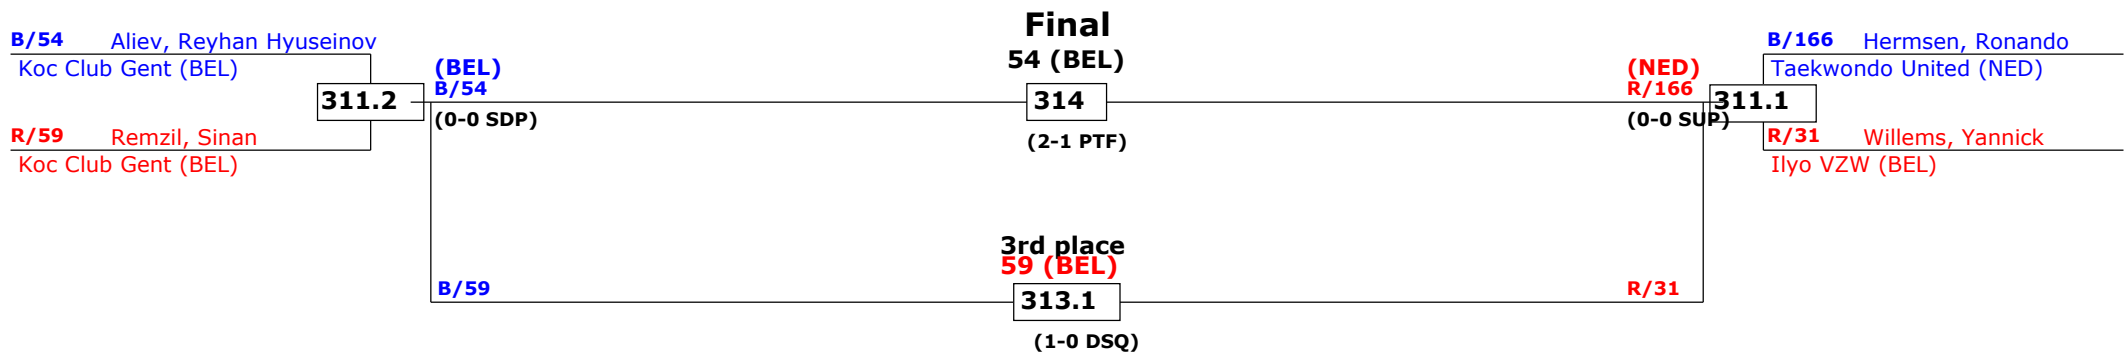 Final
54 (BEL)
B/54 Aliev, Reyhan Hyuseinov
Koc Club Gent (BEL)
311.2
R/59 Remzil, Sinan
Koc Club Gent (BEL)
(BEL)
B/54
(0-0 SDP)
314
(2-1 PTF)
(NED)
R/166
(0-0 SUP)
B/166 Hermsen, Ronando
Taekwondo United (NED)
311.1
R/31 Willems, Yannick
Ilyo VZW (BEL)
3rd place
59 (BEL)
B/59
313.1
R/31
(1-0 DSQ)